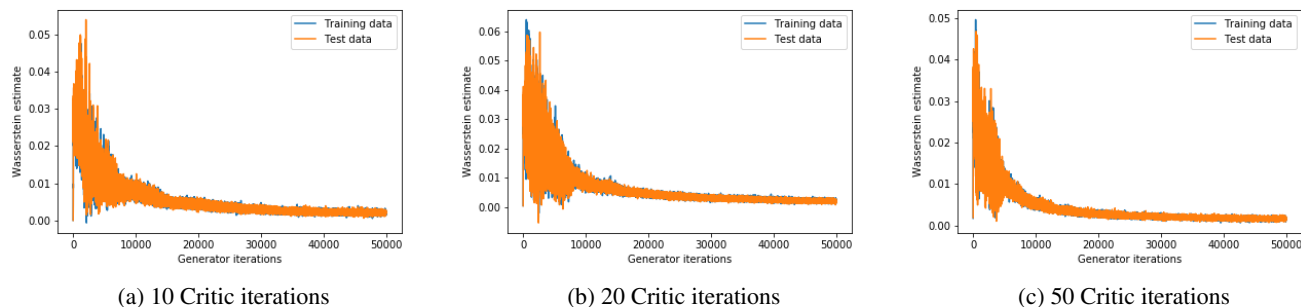 Training data
Test data
Wasserstein estimate
0.05
0.04
0.03
0.02
0.01
0.00
0 10000 20000 30000 40000 50000
Generator iterations
(a) 10 Critic iterations
Training data
Test data
Wasserstein estimate
0.06
0.05
0.04
0.03
0.02
0.01
0.00
0 10000 20000 30000 40000 50000
Generator iterations
(b) 20 Critic iterations
Training data
Test data
Wasserstein estimate
0.05
0.04
0.03
0.02
0.01
0.00
0 10000 20000 30000 40000 50000
Generator iterations
(c) 50 Critic iterations